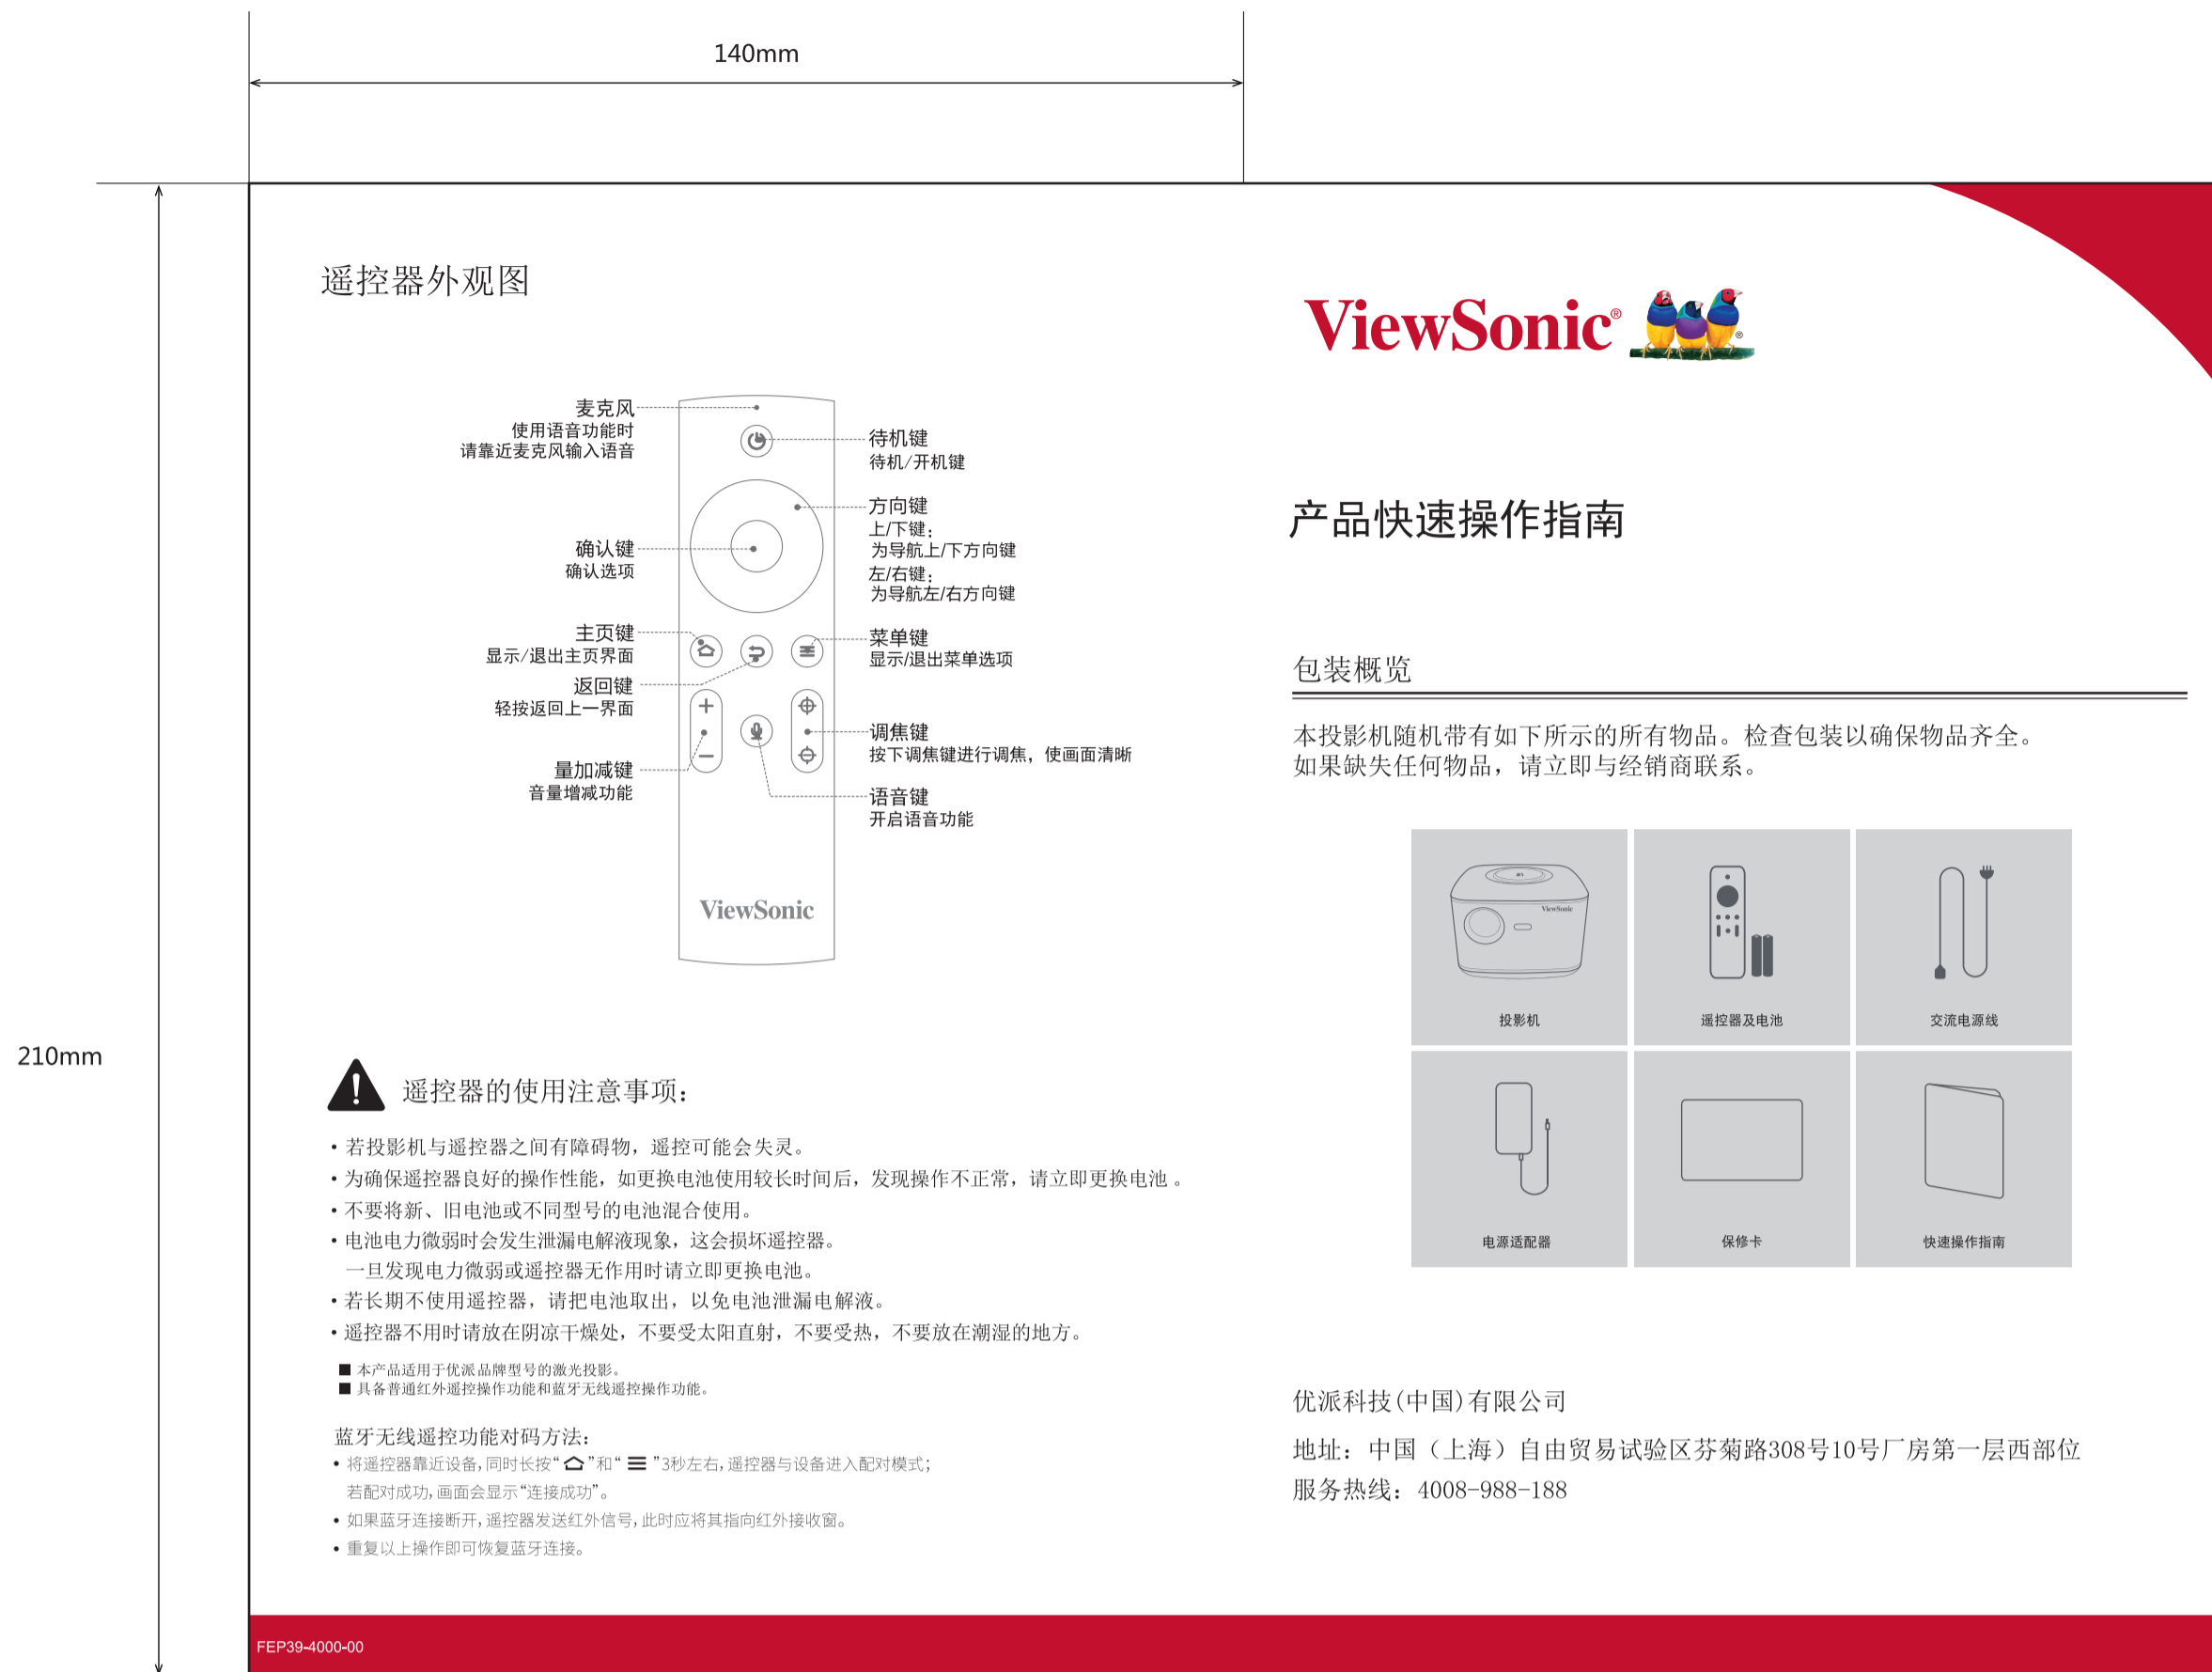 140mm
210mm
遥控器外观图
麦克风
使用语音功能时
请靠近麦克风输入语音
确认键
确认选项
主页键
显示/退出主页界面
返回键
轻按返回上一界面
量加减键
音量增减功能
待机键
待机/开机键
方向键
上/下键：
为导航上/下方向键
左/右键：
为导航左/右方向键
菜单键
显示/退出菜单选项
调焦键
按下调焦键进行调焦，使画面清晰
语音键
开启语音功能
ViewSonic
遥控器的使用注意事项：
• 若投影机与遥控器之间有障碍物，遥控可能会失灵。
• 为确保遥控器良好的操作性能，如更换电池使用较长时间后，发现操作不正常，请立即更换电池 。
• 不要将新、旧电池或不同型号的电池混合使用。
• 电池电力微弱时会发生泄漏电解液现象，这会损坏遥控器。
一旦发现电力微弱或遥控器无作用时请立即更换电池。
• 若长期不使用遥控器，请把电池取出，以免电池泄漏电解液。
• 遥控器不用时请放在阴凉干燥处，不要受太阳直射，不要受热，不要放在潮湿的地方。
■ 本产品适用于优派品牌型号的激光投影。
■ 具备普通红外遥控操作功能和蓝牙无线遥控操作功能。
蓝牙无线遥控功能对码方法：
• 将遥控器靠近设备，同时长按“ ”和“ ☰ ”3秒左右，遥控器与设备进入配对模式；
若配对成功，画面会显示“连接成功”。
• 如果蓝牙连接断开，遥控器发送红外信号，此时应将其指向红外接收窗。
• 重复以上操作即可恢复蓝牙连接。
FEP39-4000-00
ViewSonic®
®
产品快速操作指南
包装概览
本投影机随机带有如下所示的所有物品。检查包装以确保物品齐全。
如果缺失任何物品，请立即与经销商联系。
ViewSonic
投影机
遥控器及电池
交流电源线
电源适配器
保修卡
快速操作指南
优派科技(中国)有限公司
地址：中国（上海）自由贸易试验区芬菊路308号10号厂房第一层西部位
服务热线：4008-988-188